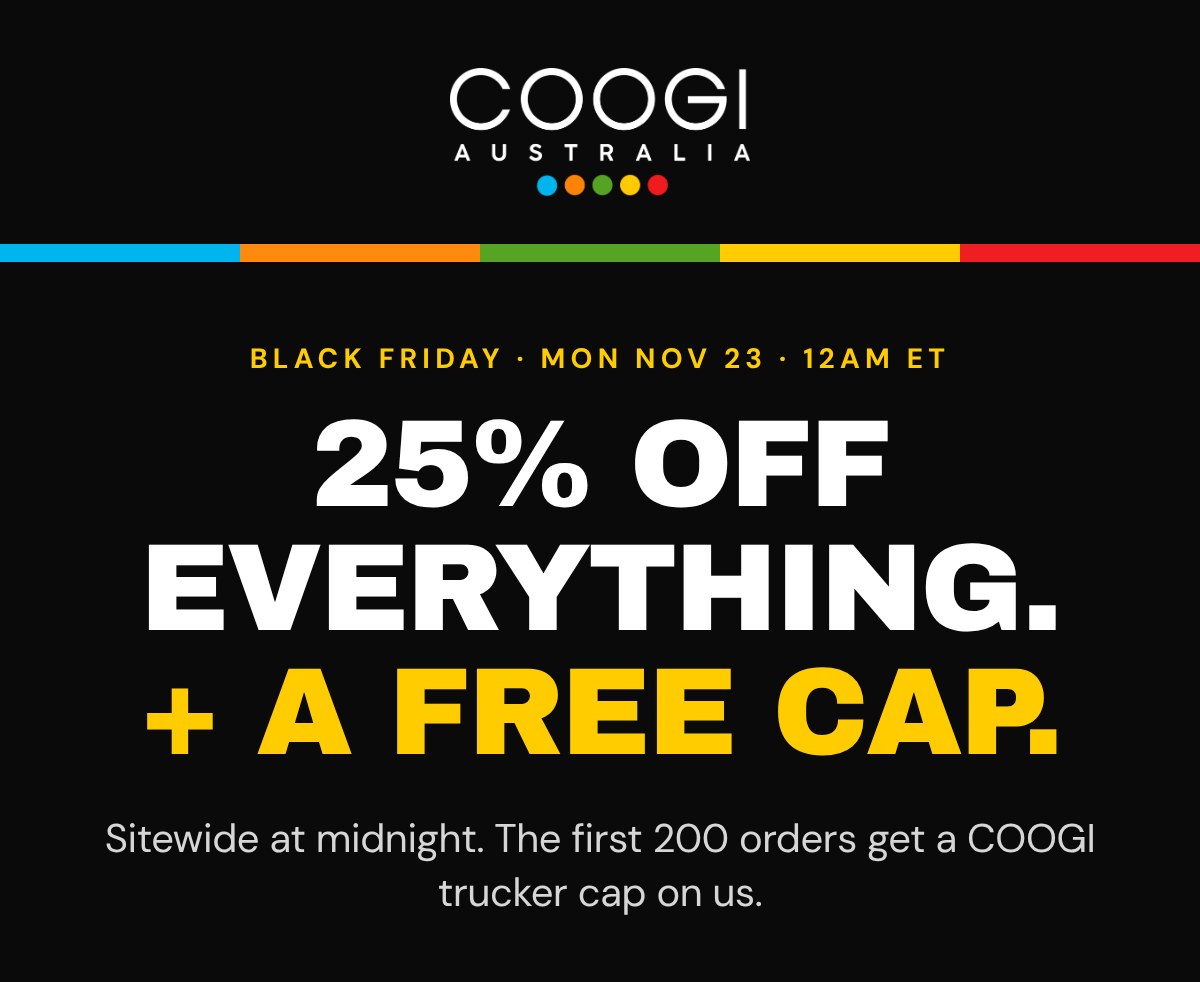 COOGI
AUSTRALIA
BLACK FRIDAY · MON NOV 23 · 12AM ET
25% OFF
EVERYTHING.
+ A FREE CAP.
Sitewide at midnight. The first 200 orders get a COOGI
trucker cap on us.